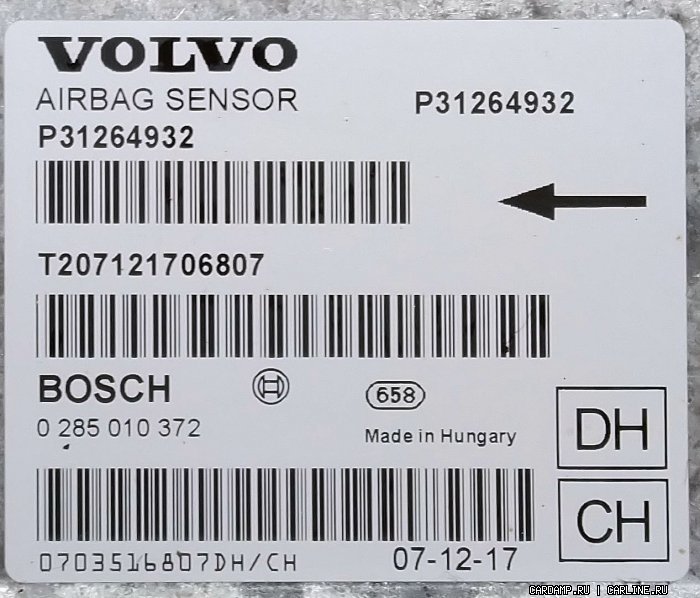 VOLVO
AIRBAG SENSOR
P31264932
P31264932
T207121706807
BOSCH
658
0 285 010 372
Made in Hungary
DH
CH
0703516807DH/CH
07-12-17
CARDAMP.RU | CARLINE.RU